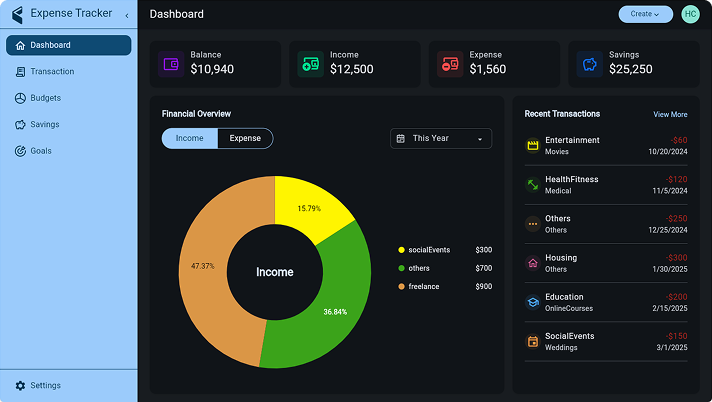 Expense Tracker
Dashboard
Transaction
Budgets
Savings
Goals
Settings
Dashboard
Create
HC
Balance
$10,940
Income
$12,500
Expense
$1,560
Savings
$25,250
Financial Overview
Income Expense
This Year
15.79%
47.37%
36.84%
Income
socialEvents $300
others $700
freelance $900
Recent Transactions View More
Entertainment -$60
Movies 10/20/2024
HealthFitness -$120
Medical 11/5/2024
Others -$250
Others 12/25/2024
Housing -$300
Others 1/30/2025
Education -$200
OnlineCourses 2/15/2025
SocialEvents -$150
Weddings 3/1/2025